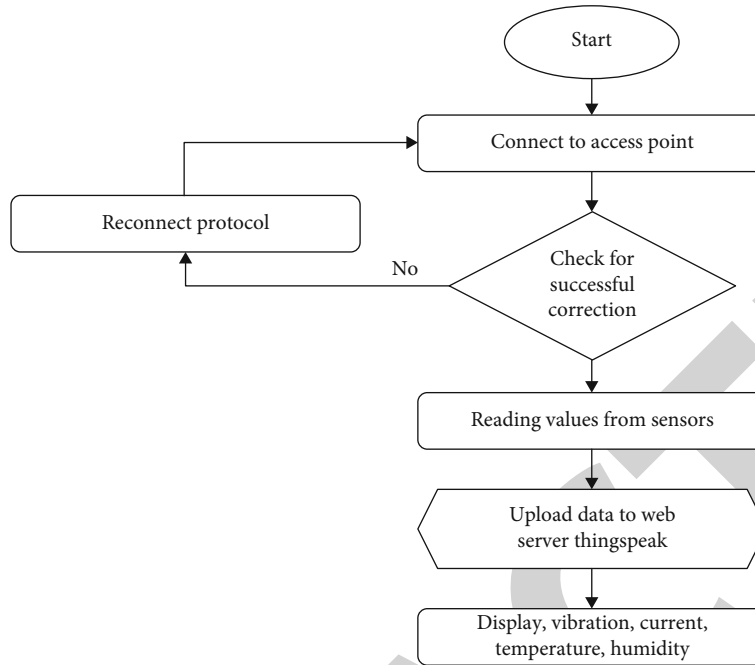 Start
Connect to access point
Reconnect protocol
No
Check for
successful
correction
Reading values from sensors
Upload data to web
server thingspeak
Display, vibration, current,
temperature, humidity